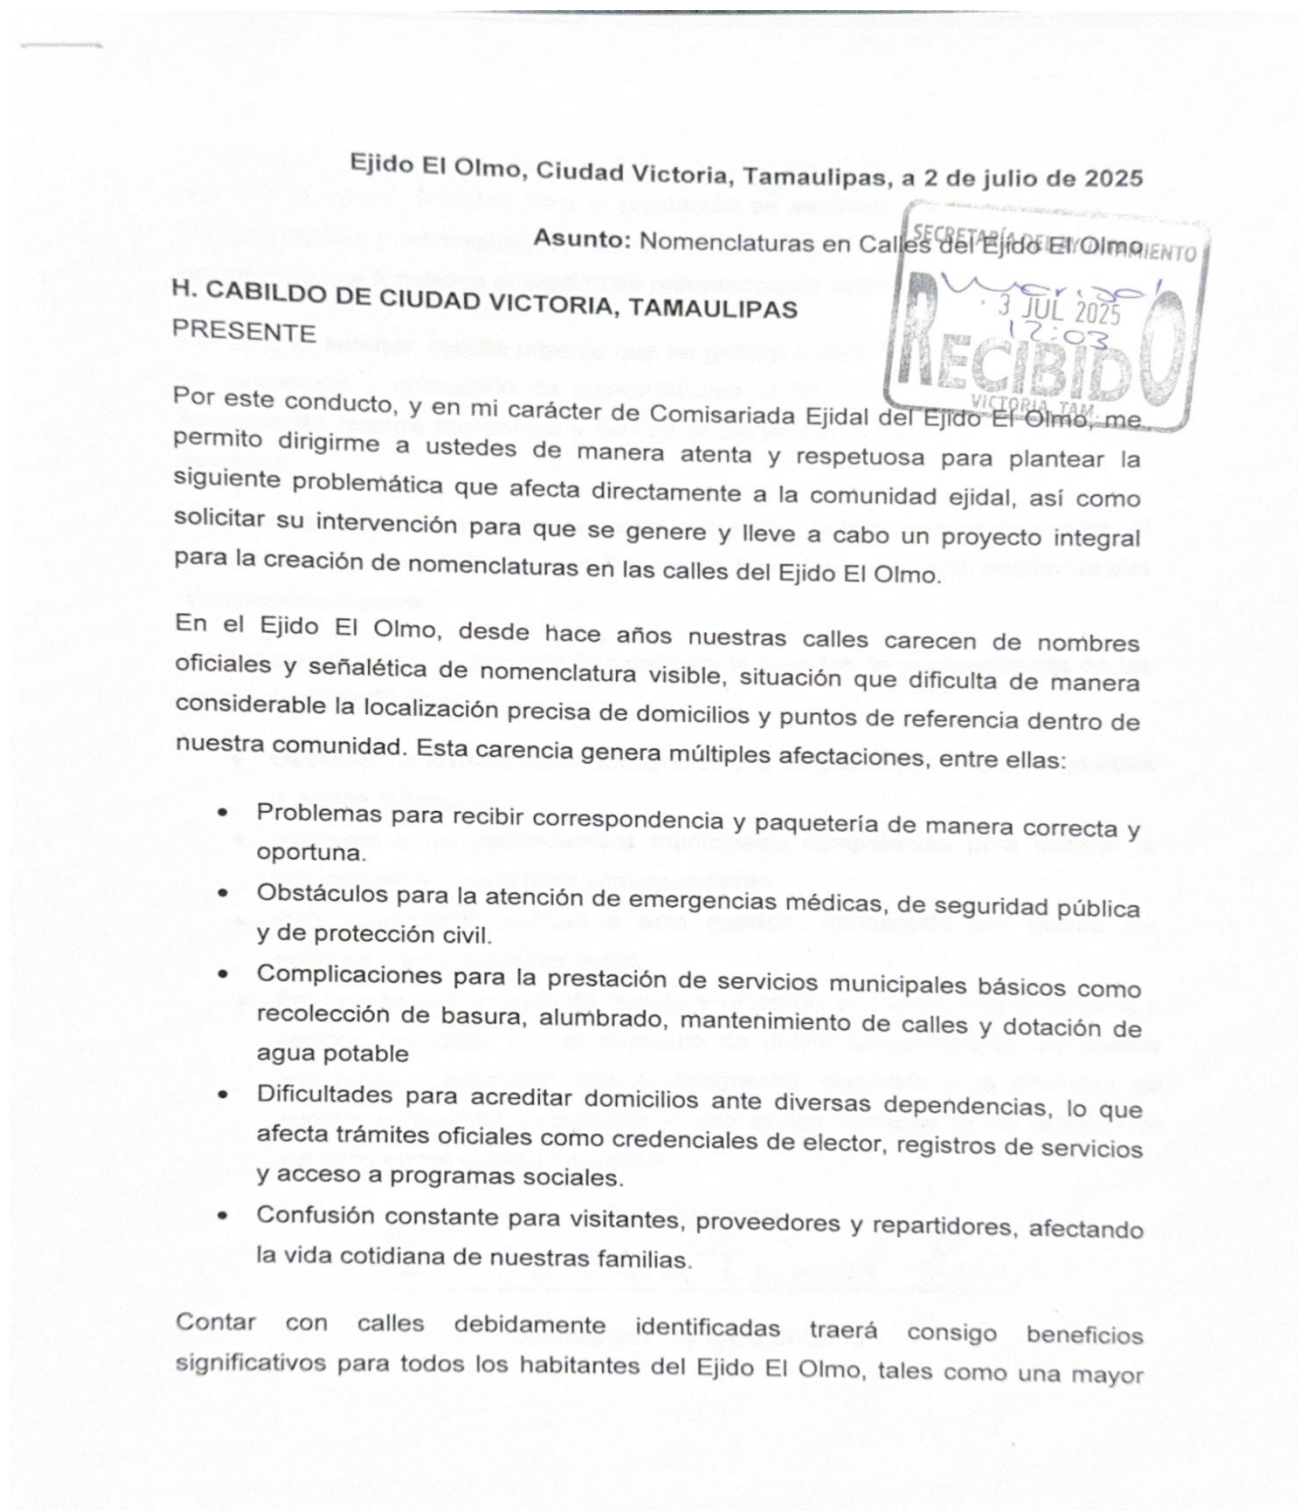 Ejido El Olmo, Ciudad Victoria, Tamaulipas, a 2 de julio de 2025
Asunto: Nomenclaturas en Calles del Ejido El Olmo
SECRETARÍA DEL AYUNTAMIENTO
3 JUL 2025
12:03
RECIBIDO
VICTORIA, TAM.
H. CABILDO DE CIUDAD VICTORIA, TAMAULIPAS
PRESENTE
Por este conducto, y en mi carácter de Comisariada Ejidal del Ejido El Olmo, me
permito dirigirme a ustedes de manera atenta y respetuosa para plantear la
siguiente problemática que afecta directamente a la comunidad ejidal, así como
solicitar su intervención para que se genere y lleve a cabo un proyecto integral
para la creación de nomenclaturas en las calles del Ejido El Olmo.
En el Ejido El Olmo, desde hace años nuestras calles carecen de nombres
oficiales y señalética de nomenclatura visible, situación que dificulta de manera
considerable la localización precisa de domicilios y puntos de referencia dentro de
nuestra comunidad. Esta carencia genera múltiples afectaciones, entre ellas:
• Problemas para recibir correspondencia y paquetería de manera correcta y
oportuna.
• Obstáculos para la atención de emergencias médicas, de seguridad pública
y de protección civil.
• Complicaciones para la prestación de servicios municipales básicos como
recolección de basura, alumbrado, mantenimiento de calles y dotación de
agua potable
• Dificultades para acreditar domicilios ante diversas dependencias, lo que
afecta trámites oficiales como credenciales de elector, registros de servicios
y acceso a programas sociales.
• Confusión constante para visitantes, proveedores y repartidores, afectando
la vida cotidiana de nuestras familias.
Contar con calles debidamente identificadas traerá consigo beneficios
significativos para todos los habitantes del Ejido El Olmo, tales como una mayor